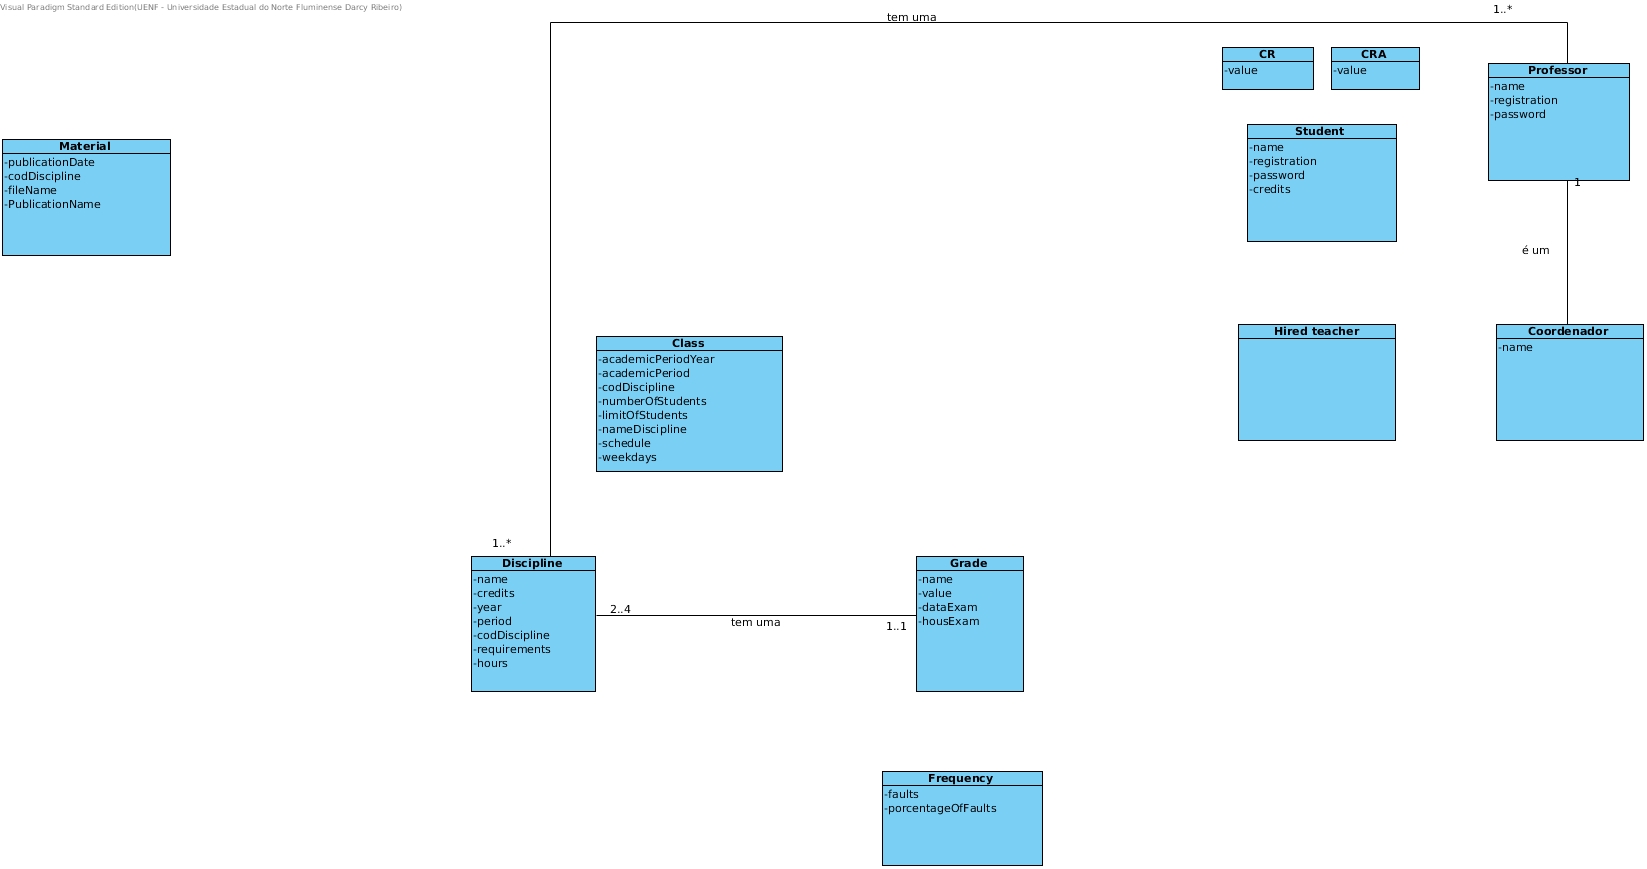 Visual Paradigm Standard Edition(UENF - Universidade Estadual do Norte Fluminense Darcy Ribeiro)
tem uma
1..*
CR
-value
CRA
-value
Professor
-name
-registration
-password
1
Student
-name
-registration
-password
-credits
Material
-publicationDate
-codDiscipline
-fileName
-PublicationName
é um
Hired teacher
Coordenador
-name
Class
-academicPeriodYear
-academicPeriod
-codDiscipline
-numberOfStudents
-limitOfStudents
-nameDiscipline
-schedule
-weekdays
1..*
Discipline
-name
-credits
-year
-period
-codDiscipline
-requirements
-hours
2..4
tem uma
1..1
Grade
-name
-value
-dataExam
-housExam
Frequency
-faults
-porcentageOfFaults